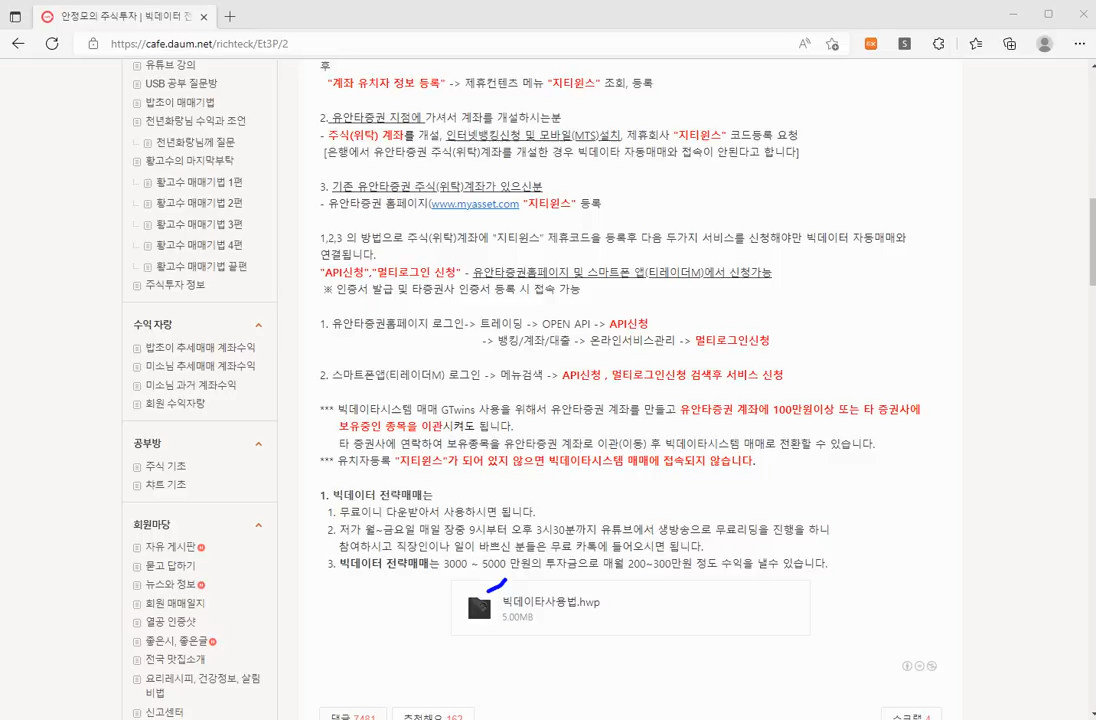 안정모의 주식투자 | 빅데이터 전
https://cafe.daum.net/richteck/Et3P/2
유튜브 강의
USB 공부 질문방
밥초이 매매기법
천년화랑님 수익과 조언
천년화랑님께 질문
황고수의 마지막부탁
황고수 매매기법 1편
황고수 매매기법 2편
황고수 매매기법 3편
황고수 매매기법 4편
황고수 매매기법 끝편
주식투자 정보
수익 자랑
밥초이 추세매매 계좌수익
미소님 추세매매 계좌수익
미소님 과거 계좌수익
회원 수익자랑
공부방
주식 기초
챠트 기초
회원마당
자유 게시판
묻고 답하기
뉴스와 정보
회원 매매일지
열공 인증샷
좋은시, 좋은글
전국 맛집소개
요리레시피, 건강정보, 살림
비법
신고센터
후
"계좌 유치자 정보 등록" -> 제휴컨텐츠 메뉴 "지티윈스" 조회, 등록
2. 유안타증권 지점에 가셔서 계좌를 개설하시는분
- 주식(위탁) 계좌를 개설, 인터넷뱅킹신청 및 모바일(MTS)설치, 제휴회사 "지티윈스" 코드등록 요청
[은행에서 유안타증권 주식(위탁)계좌를 개설한 경우 빅데이타 자동매매와 접속이 안된다고 합니다]
3. 기존 유안타증권 주식(위탁)계좌가 있으신분
- 유안타증권 홈페이지(www.myasset.com "지티윈스" 등록
1,2,3 의 방법으로 주식(위탁)계좌에 "지티윈스" 제휴코드을 등록후 다음 두가지 서비스를 신청해야만 빅데이터 자동매매와
연결됩니다.
"API신청","멀티로그인 신청" - 유안타증권홈페이지 및 스마트폰 앱(티레이더M)에서 신청가능
※ 인증서 발급 및 타증권사 인증서 등록 시 접속 가능
1. 유안타증권홈페이지 로그인-> 트레이딩 -> OPEN API -> API신청
-> 뱅킹/계좌/대출 -> 온라인서비스관리 -> 멀티로그인신청
2. 스마트폰앱(티레이더M) 로그인 -> 메뉴검색 -> API신청 , 멀티로그인신청 검색후 서비스 신청
*** 빅데이타시스템 매매 GTwins 사용을 위해서 유안타증권 계좌를 만들고 유안타증권 계좌에 100만원이상 또는 타 증권사에
보유중인 종목을 이관시켜도 됩니다.
타 증권사에 연락하여 보유종목을 유안타증권 계좌로 이관(이동) 후 빅데이타시스템 매매로 전환할 수 있습니다.
*** 유치자등록 "지티윈스"가 되어 있지 않으면 빅데이타시스템 매매에 접속되지 않습니다.
1. 빅데이터 전략매매는
1. 무료이니 다운받아서 사용하시면 됩니다.
2. 저가 월~금요일 매일 장중 9시부터 오후 3시30분까지 유튜브에서 생방송으로 무료리딩을 진행을 하니
참여하시고 직장인이나 일이 바쁘신 분들은 무료 카톡에 들어오시면 됩니다.
3. 빅데이터 전략매매는 3000 ~ 5000 만원의 투자금으로 매월 200~300만원 정도 수익을 낼수 있습니다.
빅데이타사용법.hwp
5.00MB
댓글 7481
추천해요 162
스크랩 4